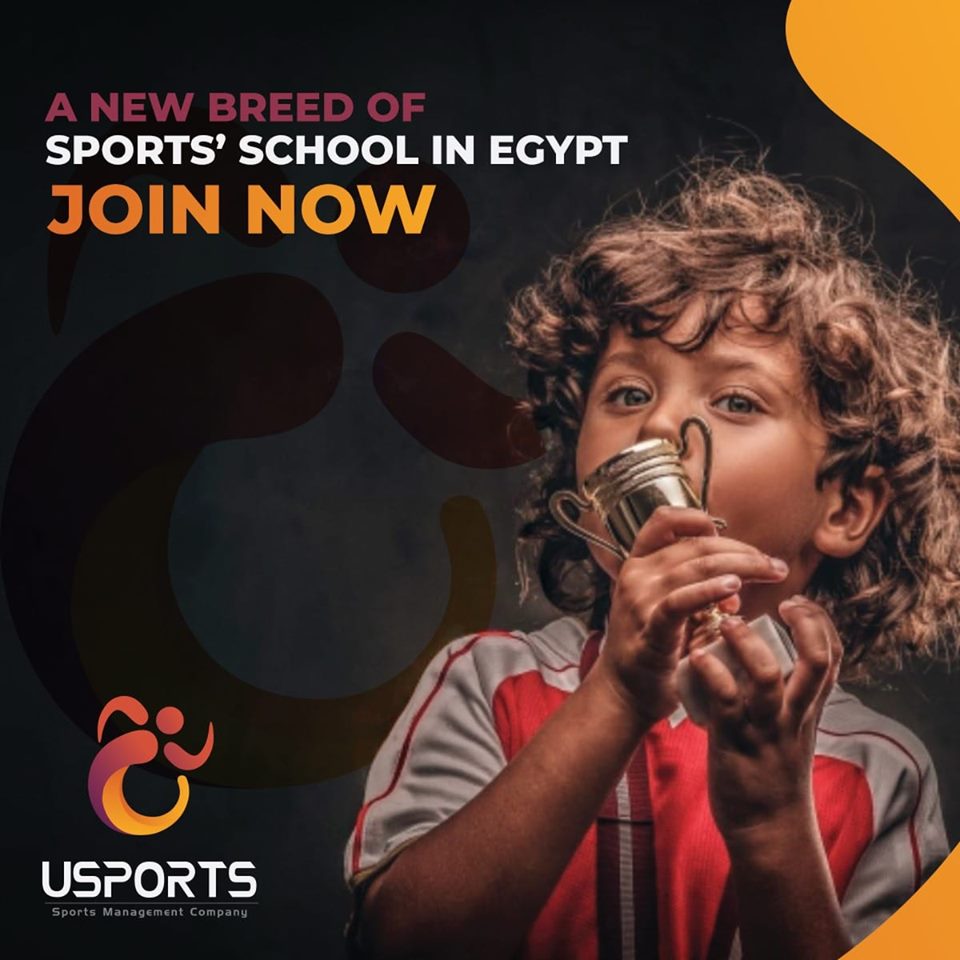 A NEW BREED OF
SPORTS’ SCHOOL IN EGYPT
JOIN NOW
USPORTS
Sports Management Company